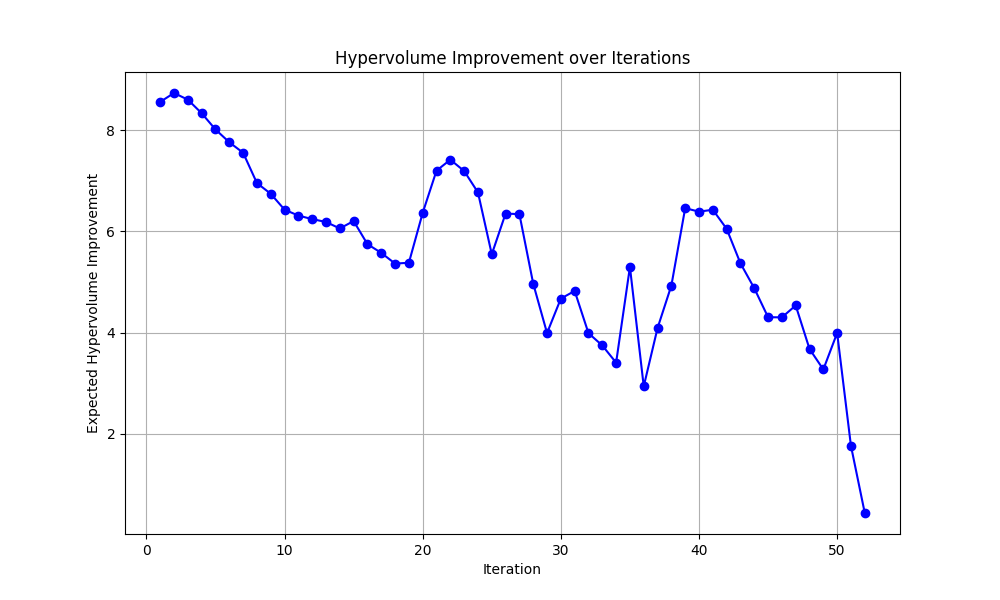 Hypervolume Improvement over Iterations
Expected Hypervolume Improvement
8
6
4
2
0 10 20 30 40 50
Iteration